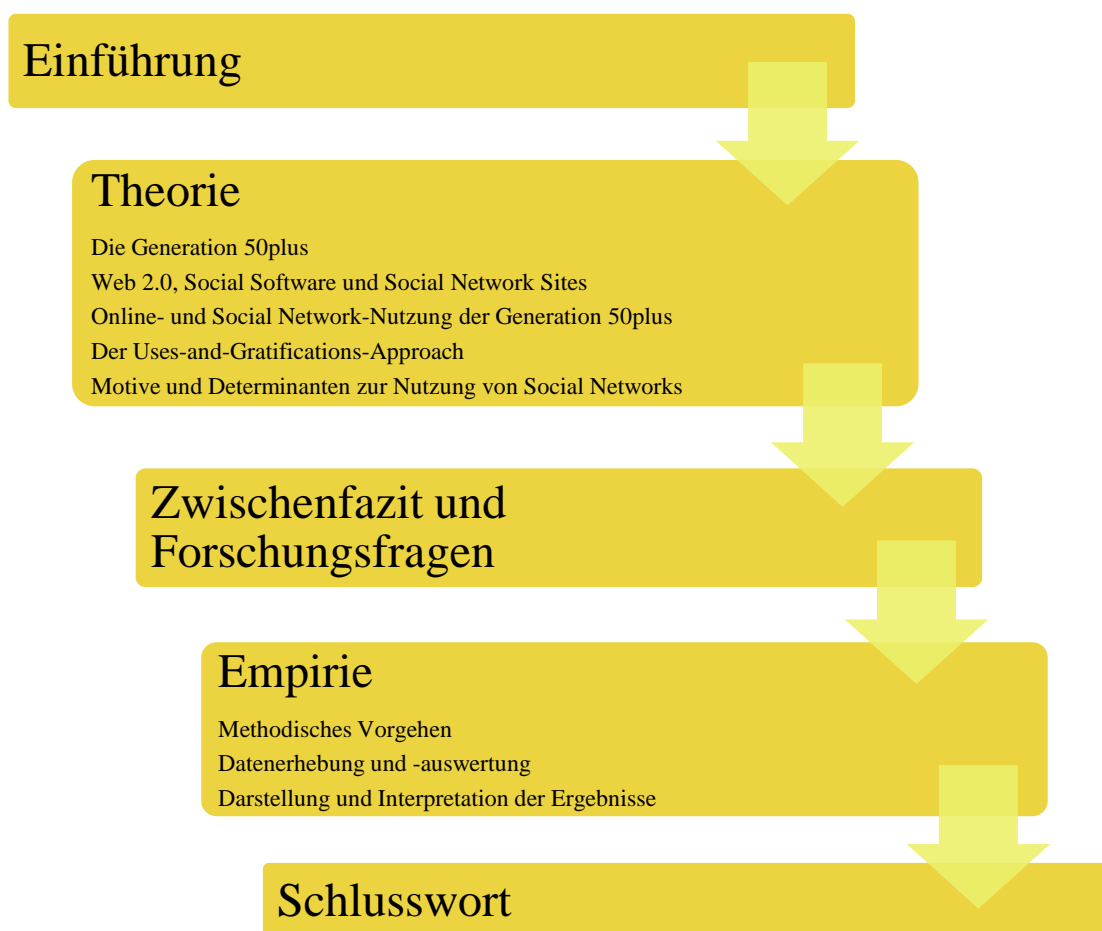 Einführung
Theorie
Die Generation 50plus
Web 2.0, Social Software und Social Network Sites
Online- und Social Network-Nutzung der Generation 50plus
Der Uses-and-Gratifications-Approach
Motive und Determinanten zur Nutzung von Social Networks
Zwischenfazit und
Forschungsfragen
Empirie
Methodisches Vorgehen
Datenerhebung und -auswertung
Darstellung und Interpretation der Ergebnisse
Schlusswort